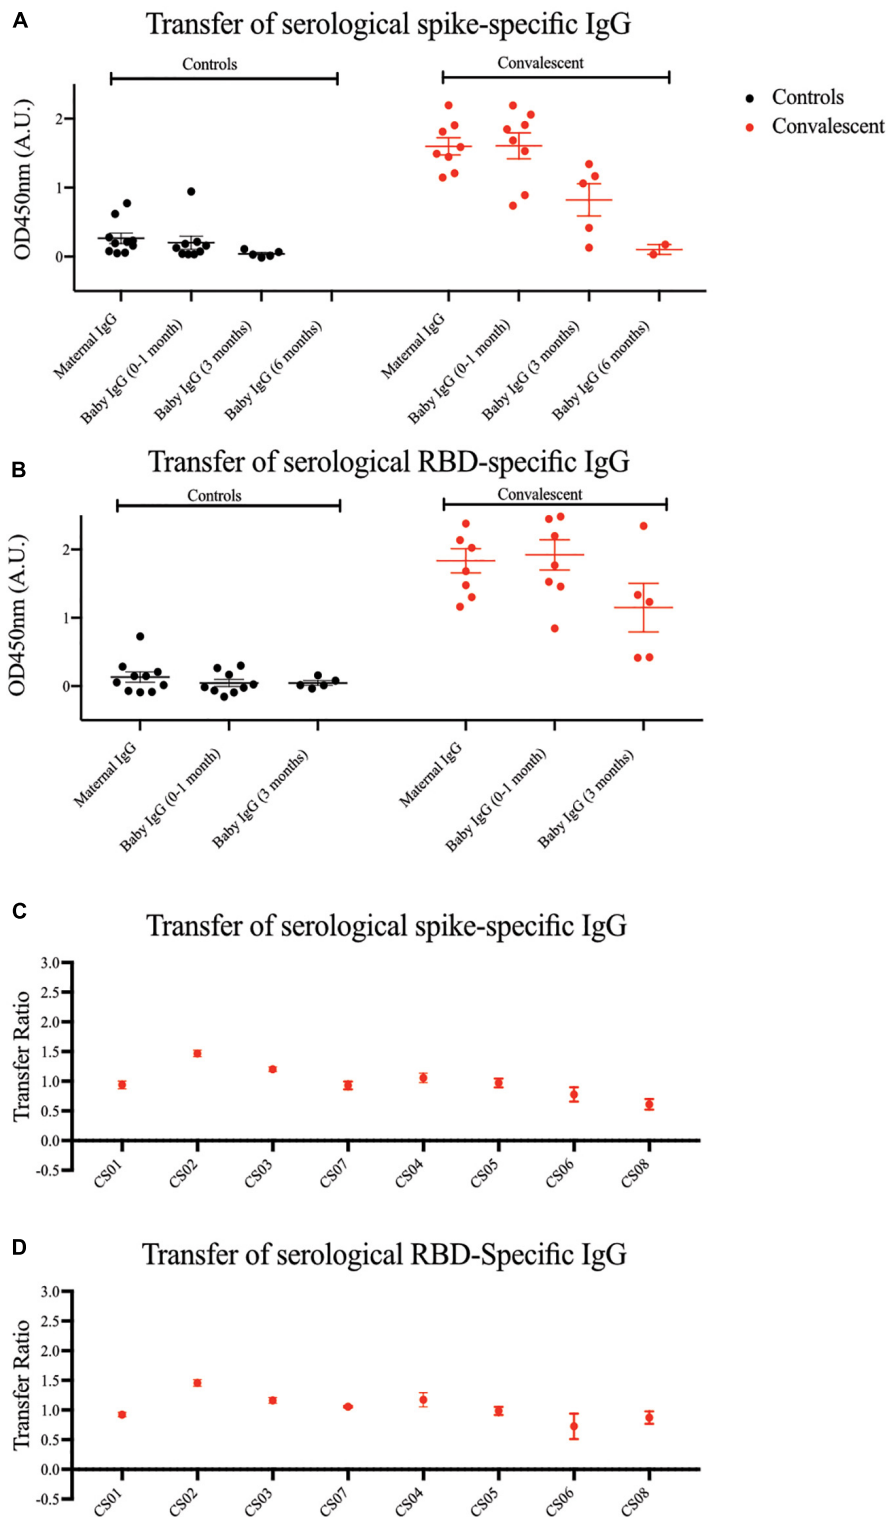 A
Transfer of serological spike-specific IgG
Controls
Convalescent
Controls
Convalescent
OD450nm (A.U.)
2
1
0
Maternal IgG
Baby IgG (0-1 month)
Baby IgG (3 months)
Baby IgG (6 months)
Maternal IgG
Baby IgG (0-1 month)
Baby IgG (3 months)
Baby IgG (6 months)
B
Transfer of serological RBD-specific IgG
Controls
Convalescent
OD450nm (A.U.)
2
1
0
Maternal IgG
Baby IgG (0-1 month)
Baby IgG (3 months)
Maternal IgG
Baby IgG (0-1 month)
Baby IgG (3 months)
C
Transfer of serological spike-specific IgG
Transfer Ratio
3.0
2.5
2.0
1.5
1.0
0.5
0.0
-0.5
CS01
CS02
CS03
CS07
CS04
CS05
CS06
CS08
D
Transfer of serological RBD-Specific IgG
Transfer Ratio
3.0
2.5
2.0
1.5
1.0
0.5
0.0
-0.5
CS01
CS02
CS03
CS07
CS04
CS05
CS06
CS08